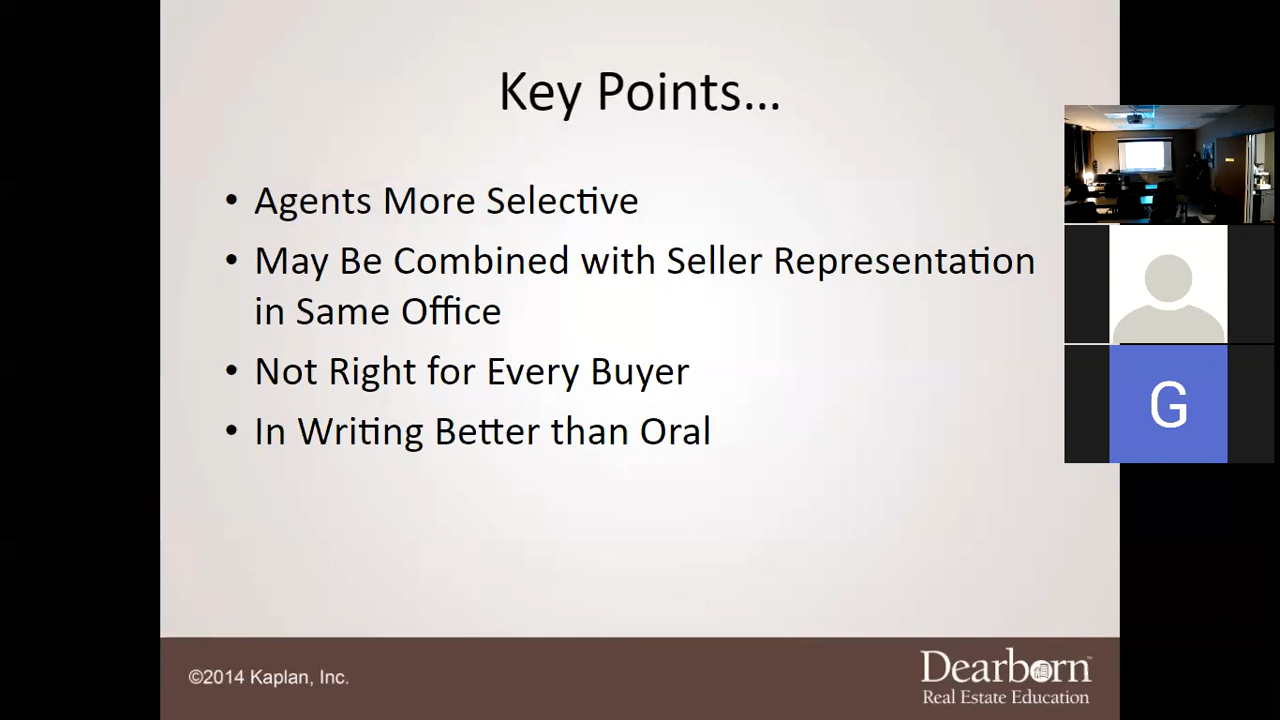 Key Points...
• Agents More Selective
• May Be Combined with Seller Representation
in Same Office
• Not Right for Every Buyer
• In Writing Better than Oral
G
©2014 Kaplan, Inc.
Dearborn™
Real Estate Education